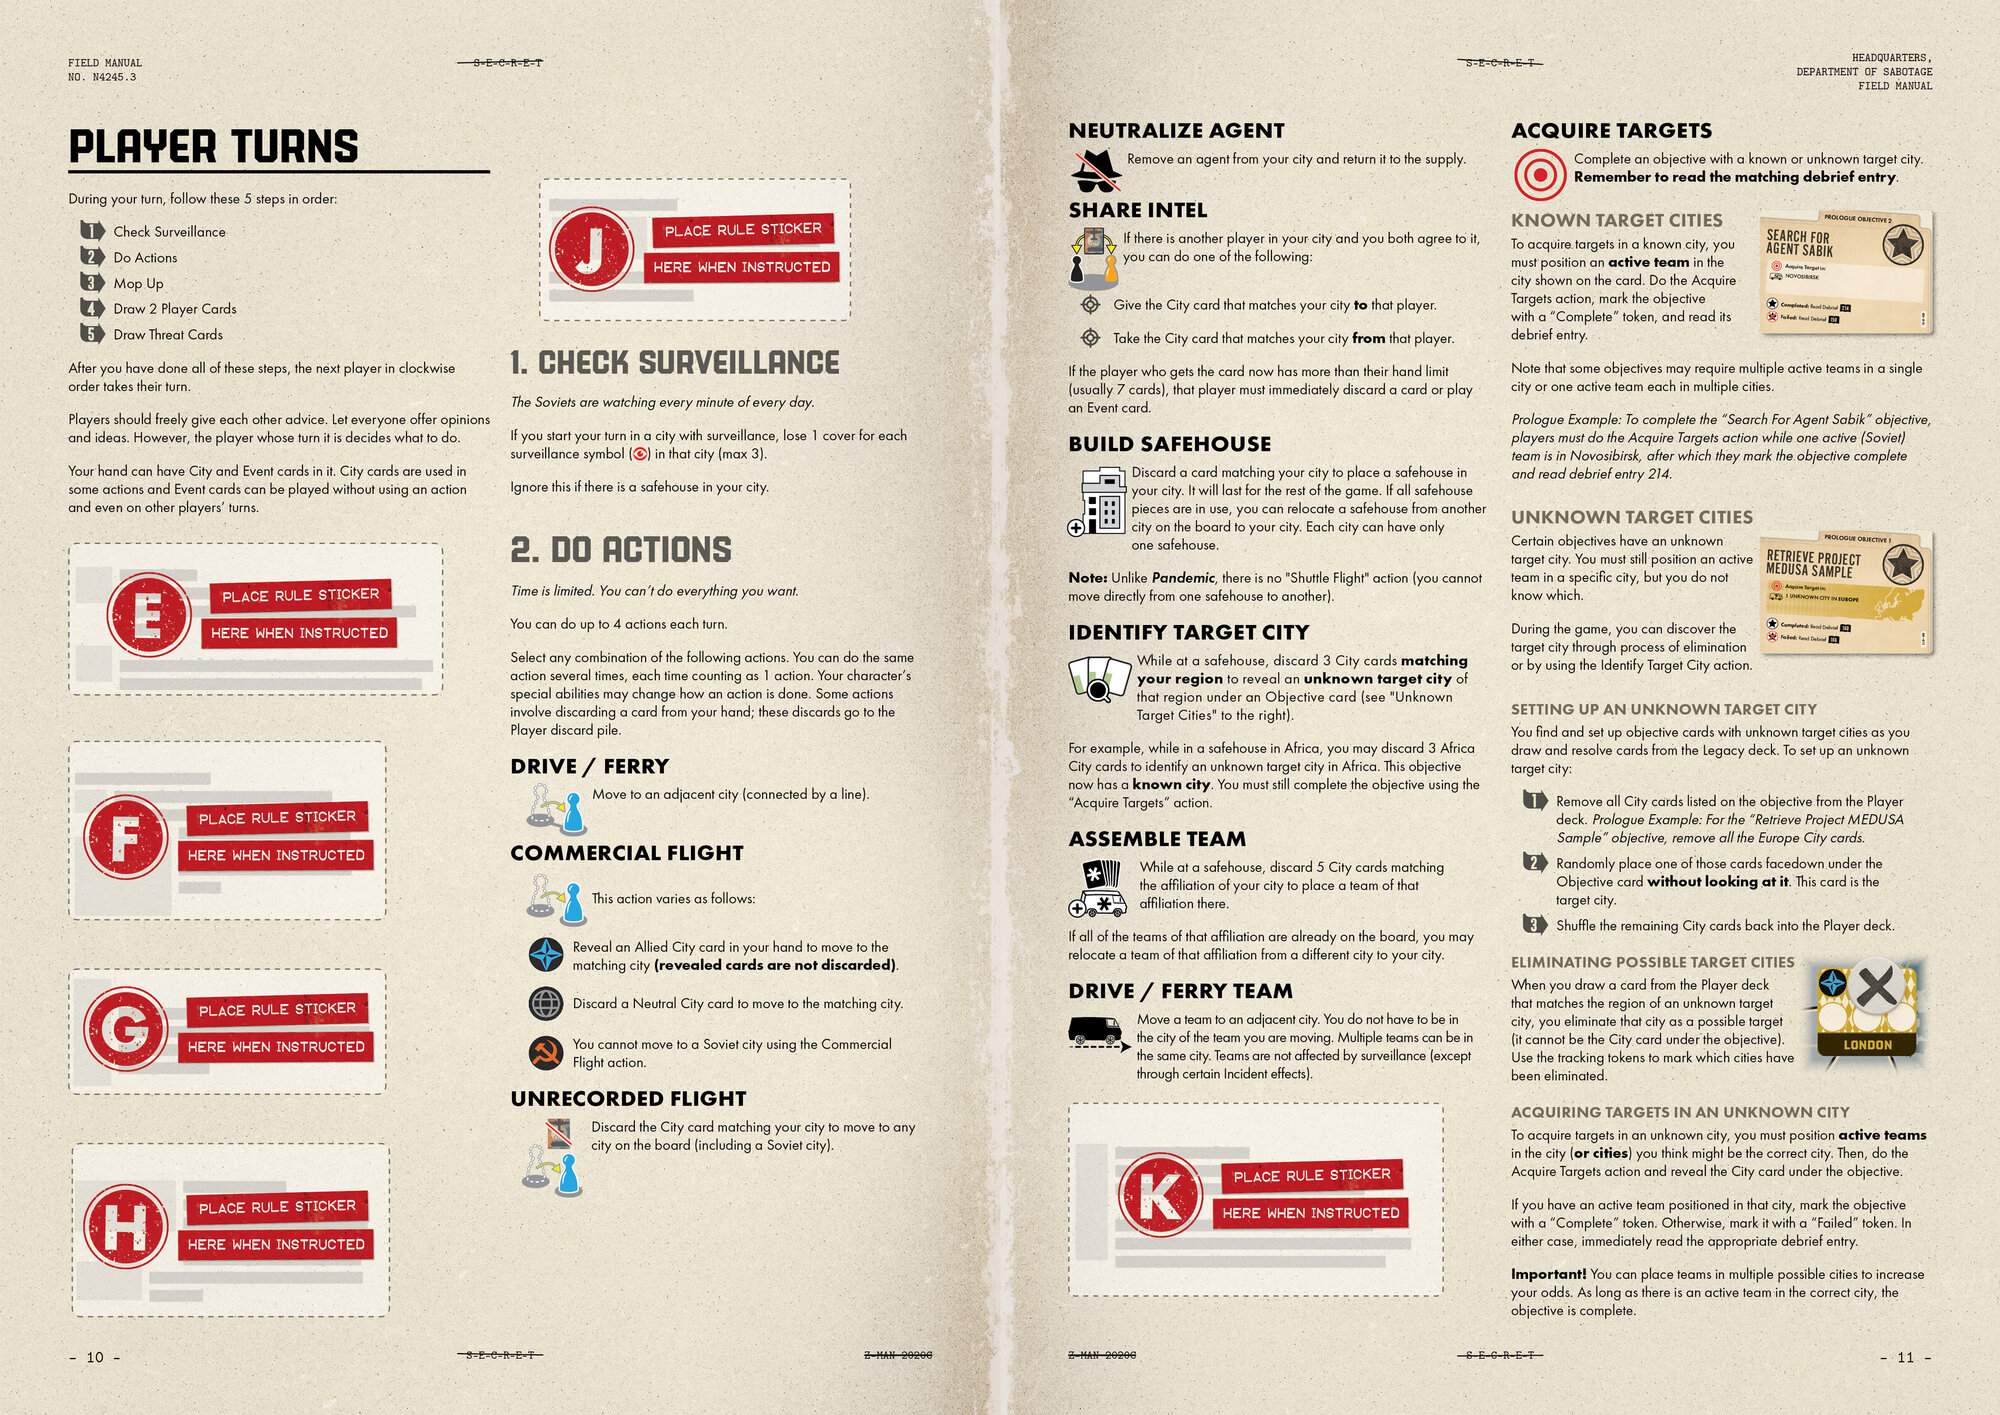 FIELD MANUAL
NO. N4245.3
S-E-C-R-E-T
PLAYER TURNS
During your turn, follow these 5 steps in order:
1 Check Surveillance
2 Do Actions
3 Mop Up
4 Draw 2 Player Cards
5 Draw Threat Cards
After you have done all of these steps, the next player in clockwise
order takes their turn.
Players should freely give each other advice. Let everyone offer opinions
and ideas. However, the player whose turn it is decides what to do.
Your hand can have City and Event cards in it. City cards are used in
some actions and Event cards can be played without using an action
and even on other players' turns.
E
PLACE RULE STICKER
HERE WHEN INSTRUCTED
F
PLACE RULE STICKER
HERE WHEN INSTRUCTED
G
PLACE RULE STICKER
HERE WHEN INSTRUCTED
H
PLACE RULE STICKER
HERE WHEN INSTRUCTED
J
PLACE RULE STICKER
HERE WHEN INSTRUCTED
1. CHECK SURVEILLANCE
The Soviets are watching every minute of every day.
If you start your turn in a city with surveillance, lose 1 cover for each
surveillance symbol () in that city (max 3).
Ignore this if there is a safehouse in your city.
2. DO ACTIONS
Time is limited. You can't do everything you want.
You can do up to 4 actions each turn.
Select any combination of the following actions. You can do the same
action several times, each time counting as 1 action. Your character's
special abilities may change how an action is done. Some actions
involve discarding a card from your hand; these discards go to the
Player discard pile.
DRIVE / FERRY
Move to an adjacent city (connected by a line).
COMMERCIAL FLIGHT
This action varies as follows:
Reveal an Allied City card in your hand to move to the
matching city (revealed cards are not discarded).
Discard a Neutral City card to move to the matching city.
You cannot move to a Soviet city using the Commercial
Flight action.
UNRECORDED FLIGHT
Discard the City card matching your city to move to any
city on the board (including a Soviet city).
- 10 -
S-E-C-R-E-T
Z-MAN 2020G
S-E-C-R-E-T
HEADQUARTERS,
DEPARTMENT OF SABOTAGE
FIELD MANUAL
NEUTRALIZE AGENT
Remove an agent from your city and return it to the supply.
SHARE INTEL
If there is another player in your city and you both agree to it,
you can do one of the following:
Give the City card that matches your city to that player.
Take the City card that matches your city from that player.
If the player who gets the card now has more than their hand limit
(usually 7 cards), that player must immediately discard a card or play
an Event card.
BUILD SAFEHOUSE
Discard a card matching your city to place a safehouse in
your city. It will last for the rest of the game. If all safehouse
pieces are in use, you can relocate a safehouse from another
city on the board to your city. Each city can have only
one safehouse.
Note: Unlike Pandemic, there is no "Shuttle Flight" action (you cannot
move directly from one safehouse to another).
IDENTIFY TARGET CITY
While at a safehouse, discard 3 City cards matching
your region to reveal an unknown target city of
that region under an Objective card (see "Unknown
Target Cities" to the right).
For example, while in a safehouse in Africa, you may discard 3 Africa
City cards to identify an unknown target city in Africa. This objective
now has a known city. You must still complete the objective using the
"Acquire Targets" action.
ASSEMBLE TEAM
While at a safehouse, discard 5 City cards matching
the affiliation of your city to place a team of that
affiliation there.
If all of the teams of that affiliation are already on the board, you may
relocate a team of that affiliation from a different city to your city.
DRIVE / FERRY TEAM
Move a team to an adjacent city. You do not have to be in
the city of the team you are moving. Multiple teams can be in
the same city. Teams are not affected by surveillance (except
through certain Incident effects).
K
PLACE RULE STICKER
HERE WHEN INSTRUCTED
ACQUIRE TARGETS
Complete an objective with a known or unknown target city.
Remember to read the matching debrief entry.
KNOWN TARGET CITIES
To acquire targets in a known city, you
must position an active team in the
city shown on the card. Do the Acquire
Targets action, mark the objective
with a "Complete" token, and read its
debrief entry.
PROLOGUE OBJECTIVE 2
SEARCH FOR
AGENT SABIK
Acquire Target in:
NOVOSIBIRSK
Completed: Read Debrief 214
Failed: Read Debrief
Note that some objectives may require multiple active teams in a single
city or one active team each in multiple cities.
Prologue Example: To complete the "Search For Agent Sabik" objective,
players must do the Acquire Targets action while one active (Soviet)
team is in Novosibirsk, after which they mark the objective complete
and read debrief entry 214.
UNKNOWN TARGET CITIES
Certain objectives have an unknown
target city. You must still position an active
team in a specific city, but you do not
know which.
During the game, you can discover the
target city through process of elimination
or by using the Identify Target City action.
PROLOGUE OBJECTIVE 1
RETRIEVE PROJECT
MEDUSA SAMPLE
Acquire Target in:
1 UNKNOWN CITY IN EUROPE
Completed: Read Debrief
Failed: Read Debrief
SETTING UP AN UNKNOWN TARGET CITY
You find and set up objective cards with unknown target cities as you
draw and resolve cards from the Legacy deck. To set up an unknown
target city:
1 Remove all City cards listed on the objective from the Player
deck. Prologue Example: For the "Retrieve Project MEDUSA
Sample" objective, remove all the Europe City cards.
2 Randomly place one of those cards facedown under the
Objective card without looking at it. This card is the
target city.
3 Shuffle the remaining City cards back into the Player deck.
ELIMINATING POSSIBLE TARGET CITIES
When you draw a card from the Player deck
that matches the region of an unknown target
city, you eliminate that city as a possible target
(it cannot be the City card under the objective).
Use the tracking tokens to mark which cities have
been eliminated.
LONDON
ACQUIRING TARGETS IN AN UNKNOWN CITY
To acquire targets in an unknown city, you must position active teams
in the city (or cities) you think might be the correct city. Then, do the
Acquire Targets action and reveal the City card under the objective.
If you have an active team positioned in that city, mark the objective
with a "Complete" token. Otherwise, mark it with a "Failed" token. In
either case, immediately read the appropriate debrief entry.
Important! You can place teams in multiple possible cities to increase
your odds. As long as there is an active team in the correct city, the
objective is complete.
Z-MAN 2020G
S-E-C-R-E-T
- 11 -